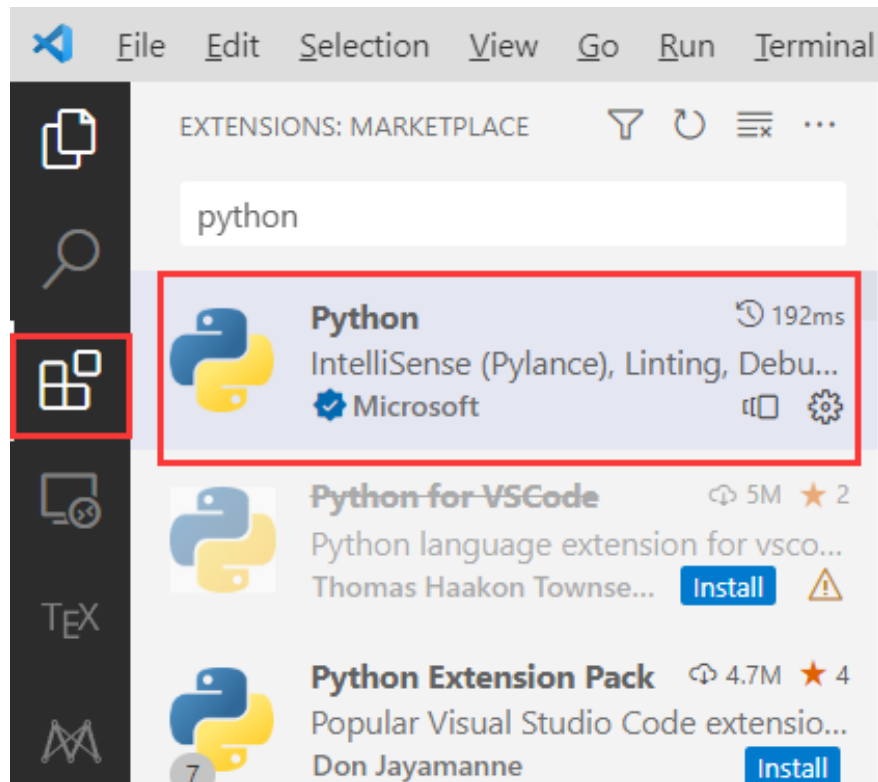 File Edit Selection View Go Run Terminal
EXTENSIONS: MARKETPLACE
python
Python 192ms
IntelliSense (Pylance), Linting, Debu...
Microsoft
Python for VSCode 5M 2
Python language extension for vsco...
Thomas Haakon Townse... Install
TEX
Python Extension Pack 4.7M 4
Popular Visual Studio Code extensio...
7
Don Jayamanne Install